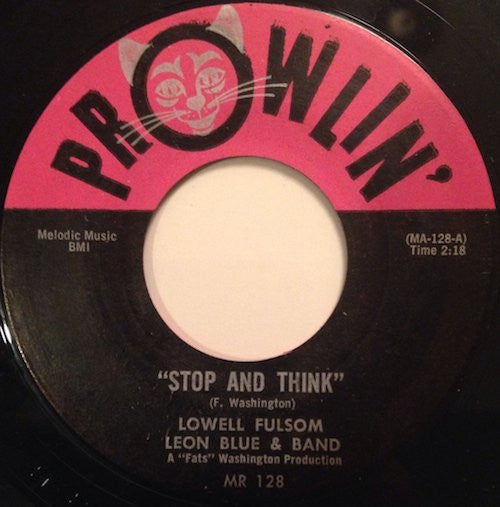 PROWLIN'
Melodic Music
BMI
(MA-128-A)
Time 2:18
"STOP AND THINK"
(F. Washington)
LOWELL FULSOM
LEON BLUE & BAND
A "Fats" Washington Production
MR 128